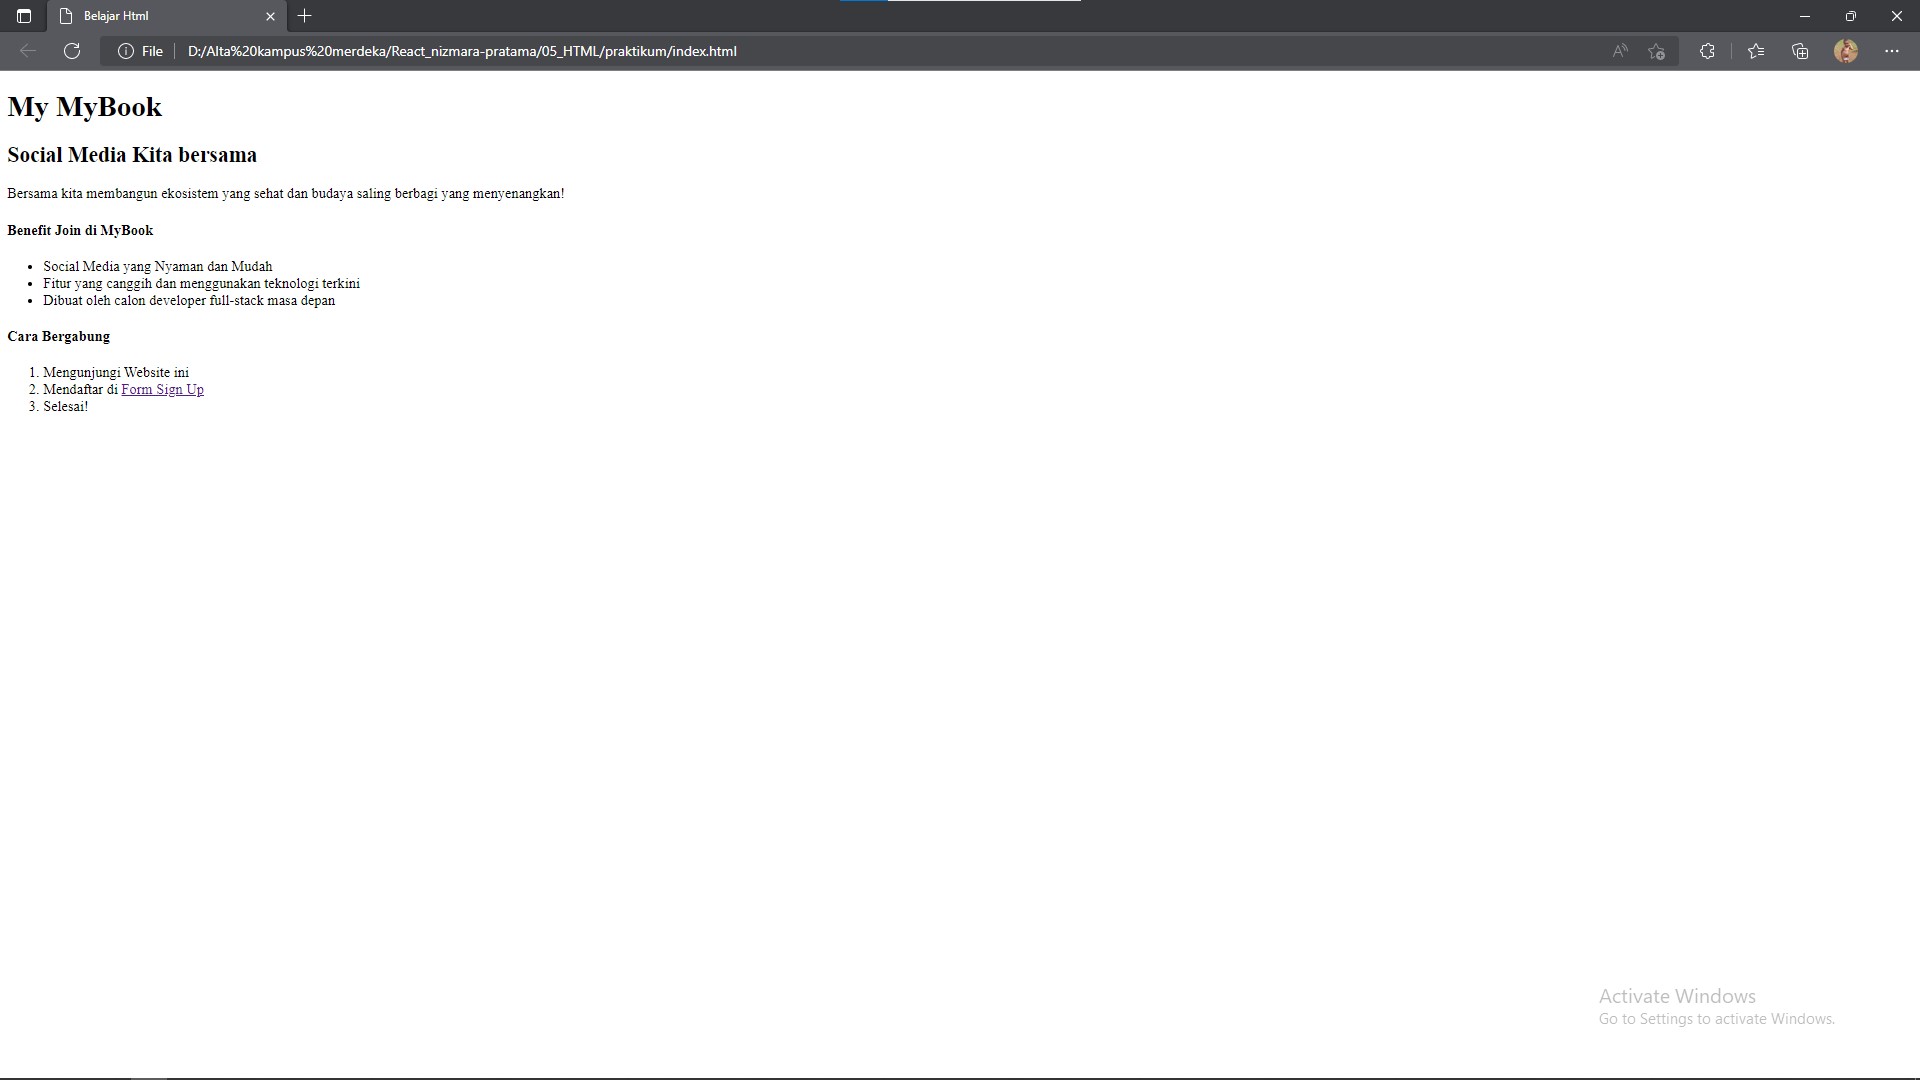 Belajar Html
File D:/Alta%20kampus%20merdeka/React_nizmara-pratama/05_HTML/praktikum/index.html
My MyBook
Social Media Kita bersama
Bersama kita membangun ekosistem yang sehat dan budaya saling berbagi yang menyenangkan!
Benefit Join di MyBook
• Social Media yang Nyaman dan Mudah
• Fitur yang canggih dan menggunakan teknologi terkini
• Dibuat oleh calon developer full-stack masa depan
Cara Bergabung
1. Mengunjungi Website ini
2. Mendaftar di Form Sign Up
3. Selesai!
Activate Windows
Go to Settings to activate Windows.